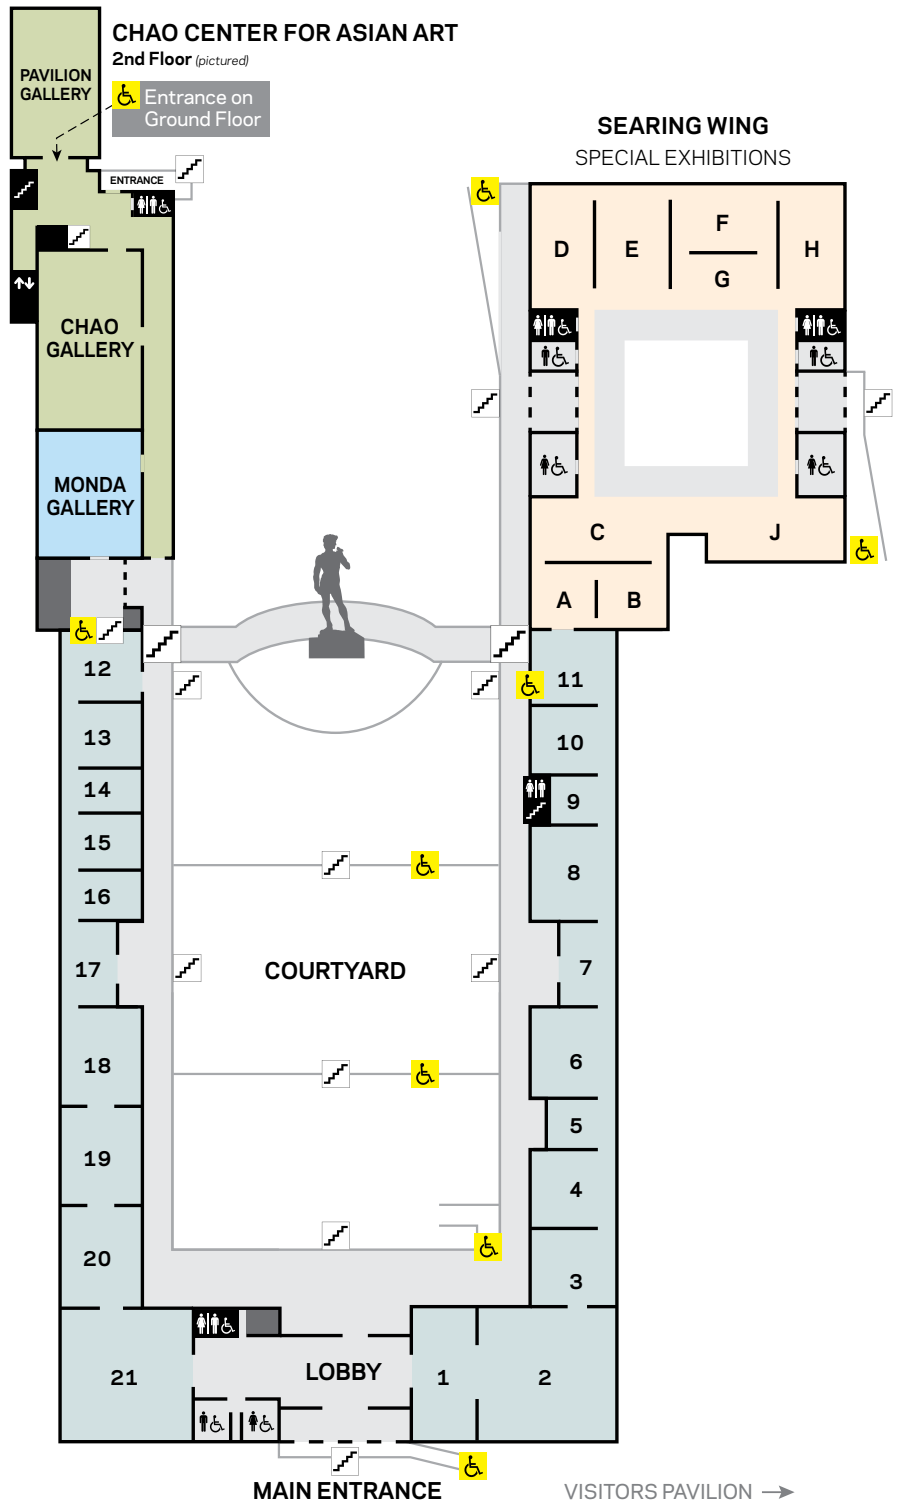 CHAO CENTER FOR ASIAN ART
2nd Floor (pictured)
PAVILION
GALLERY
Entrance on
Ground Floor
ENTRANCE
CHAO
GALLERY
MONDA
GALLERY
SEARING WING
SPECIAL EXHIBITIONS
D
E
F
G
H
C
J
A
B
12
13
14
15
16
17
18
19
20
21
11
10
9
8
7
6
5
4
3
2
1
COURTYARD
LOBBY
MAIN ENTRANCE
VISITORS PAVILION